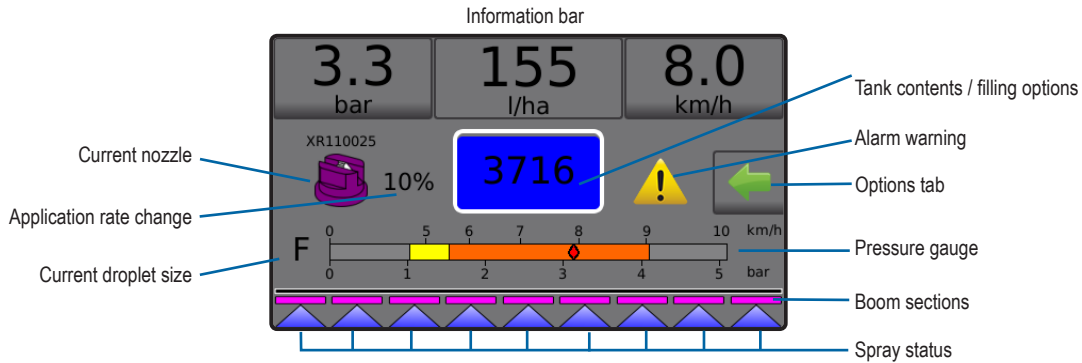 Information bar
3.3
bar
155
l/ha
8.0
km/h
Tank contents / filling options
XR110025
Alarm warning
Current nozzle
10%
3716
Options tab
Application rate change
0 5 6 7 8 9 10 km/h
F
Pressure gauge
Current droplet size
0 1 2 3 4 5 bar
Boom sections
Spray status